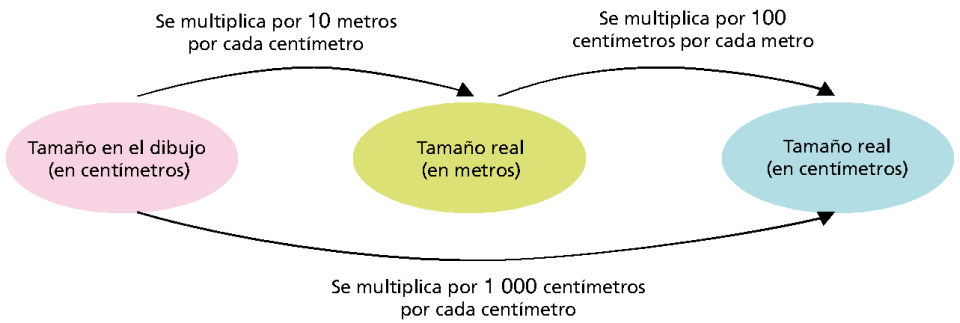 Se multiplica por 10 metros
por cada centímetro
Se multiplica por 100
centímetros por cada metro
Tamaño en el dibujo
(en centímetros)
Tamaño real
(en metros)
Tamaño real
(en centímetros)
Se multiplica por 1 000 centímetros
por cada centímetro